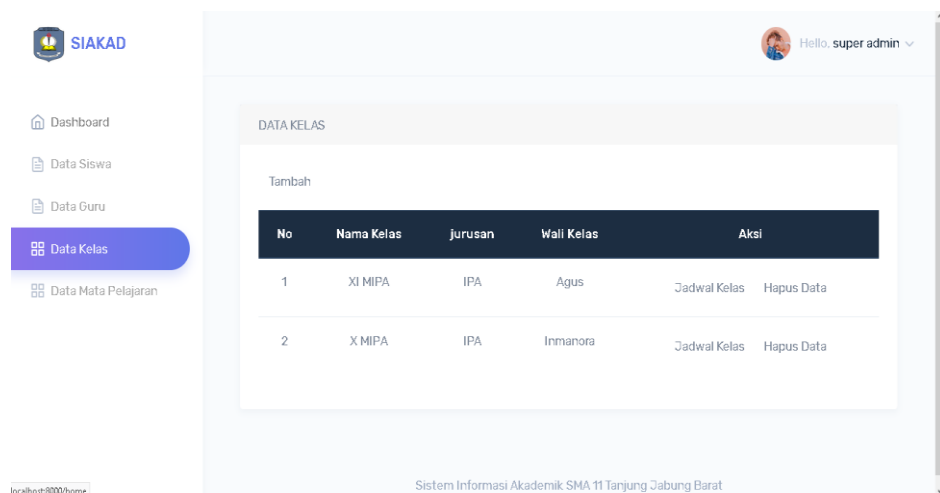 SIAKAD
Hello, super admin
Dashboard
Data Siswa
Data Guru
Data Kelas
Data Mata Pelajaran
DATA KELAS
Tambah
No Nama Kelas jurusan Wali Kelas Aksi
1 XI MIPA IPA Agus Jadwal Kelas Hapus Data
2 X MIPA IPA Inmanora Jadwal Kelas Hapus Data
Sistem Informasi Akademik SMA 11 Tanjung Jabung Barat
localhost:8000/home